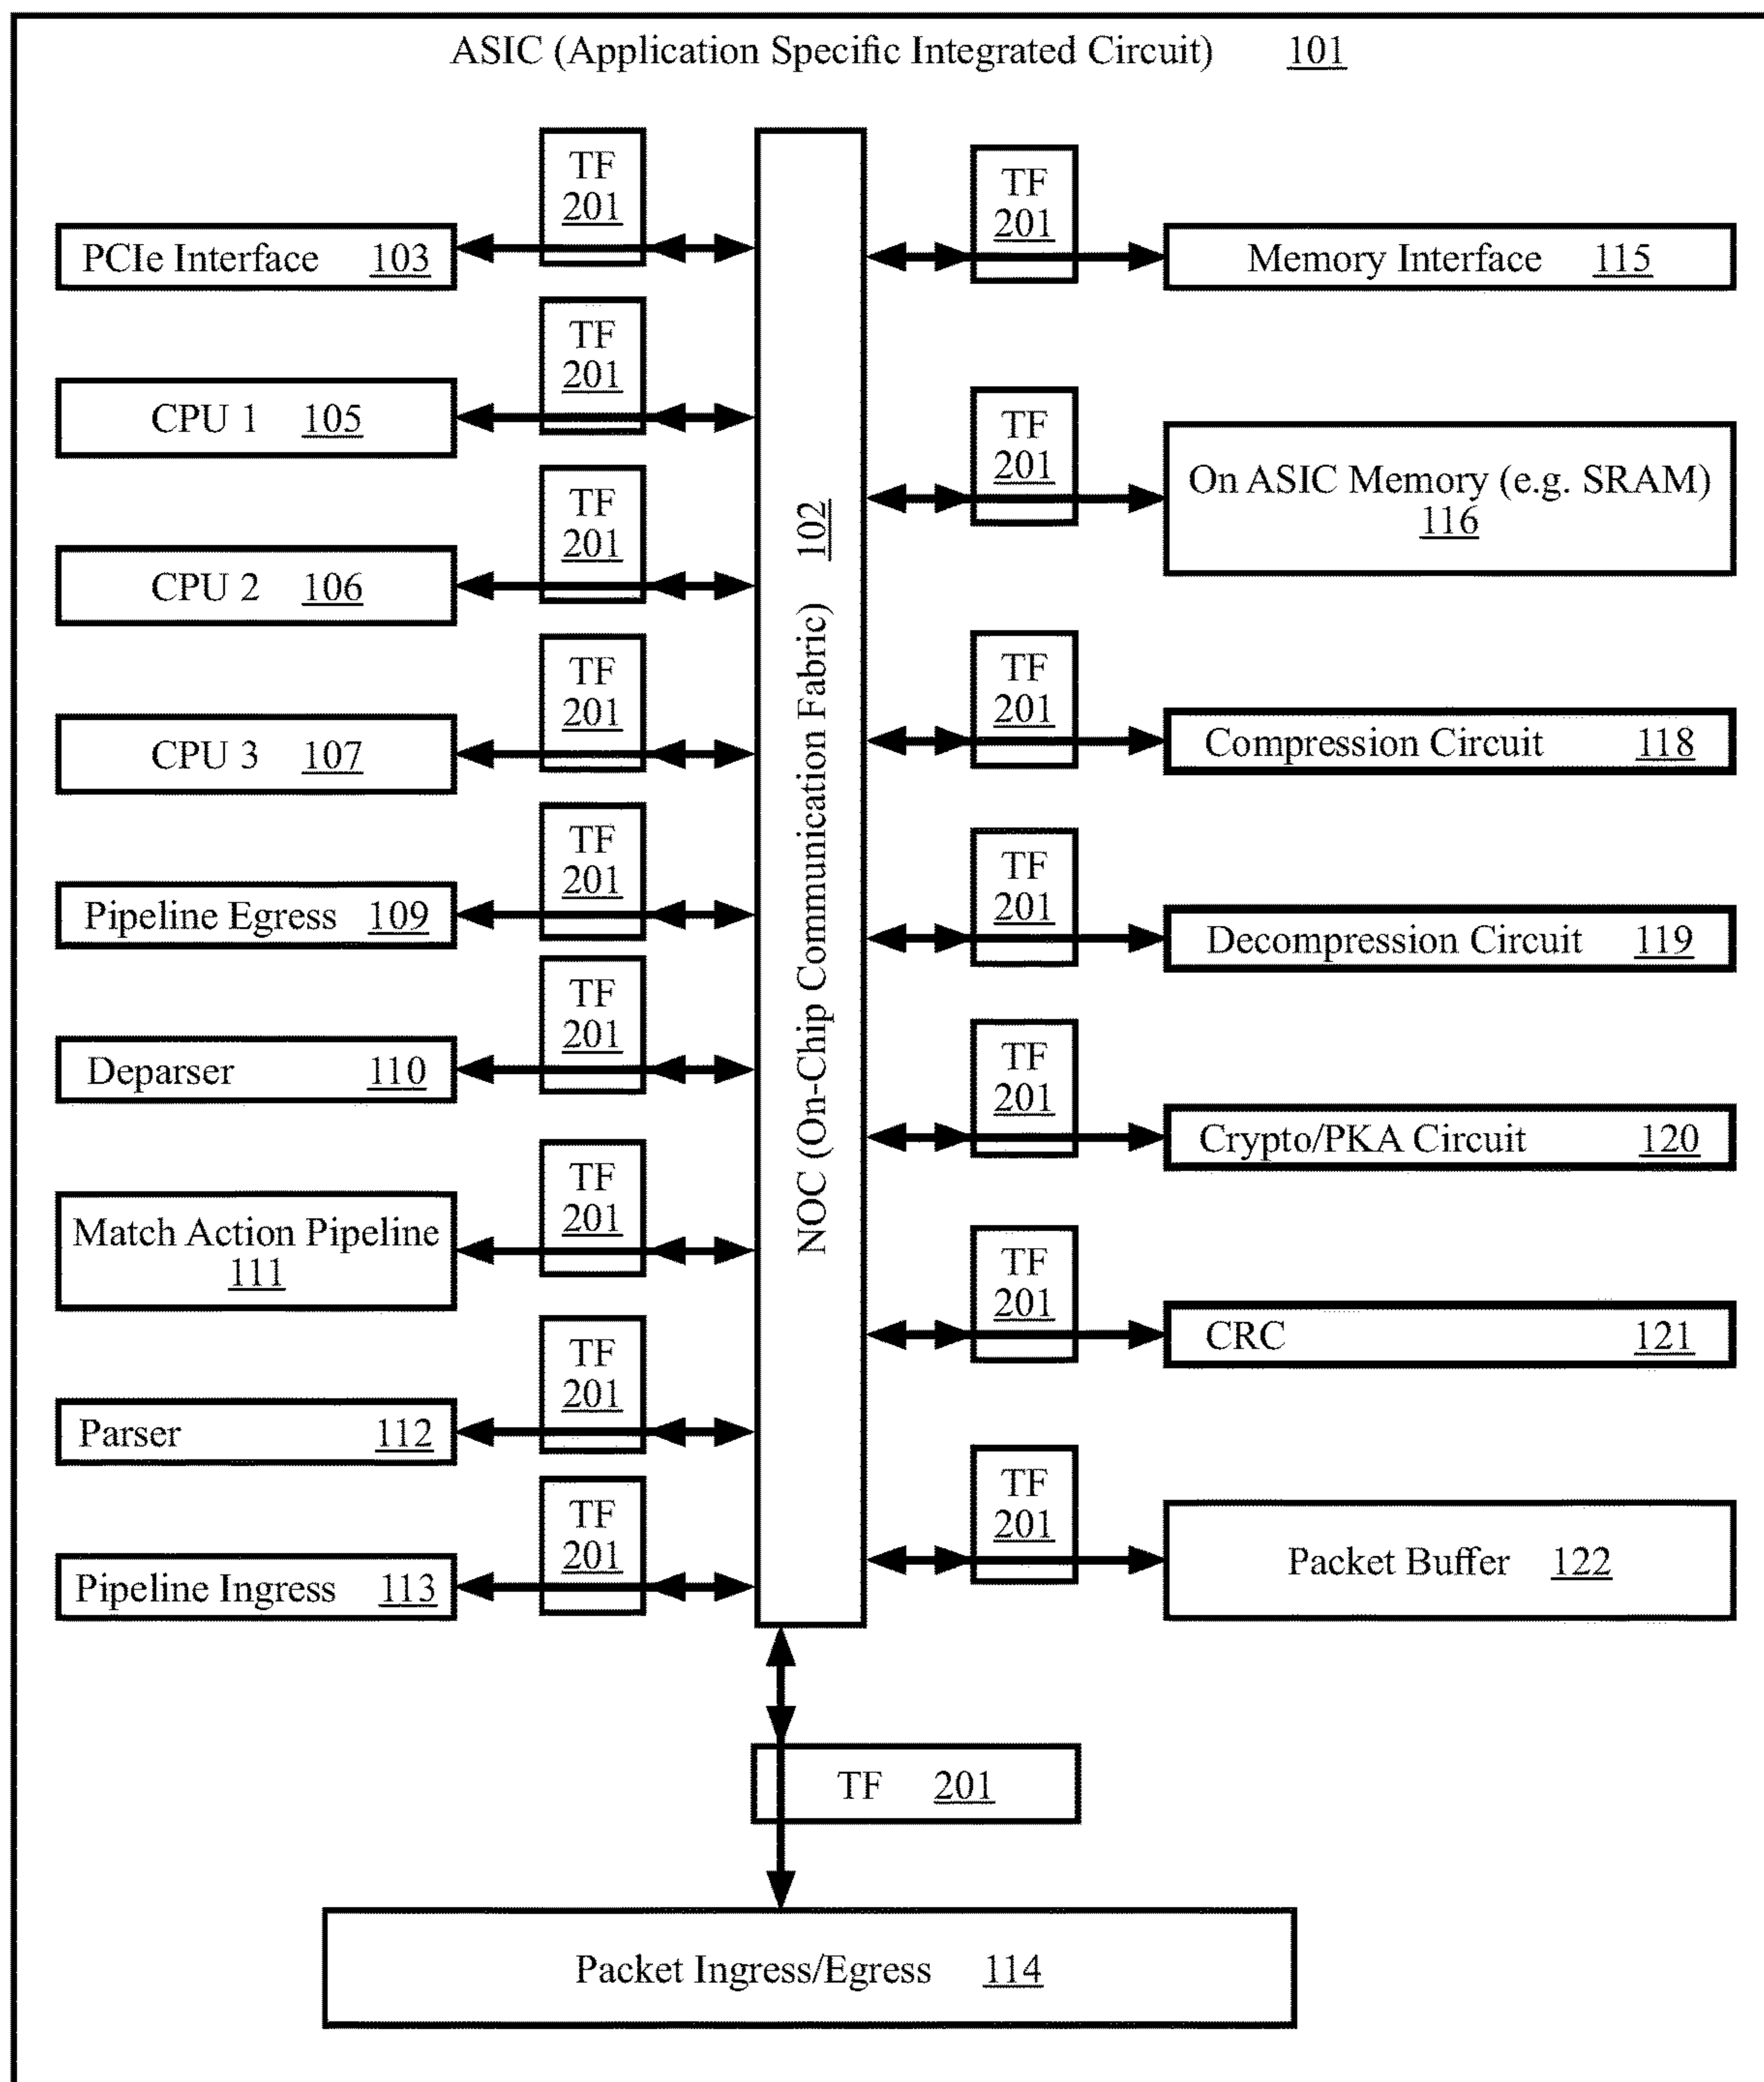 ASIC (Application Specific Integrated Circuit) 101
TF
201
PCIe Interface 103
TF
201
CPU 1 105
TF
201
CPU 2 106
TF
201
CPU 3 107
TF
201
Pipeline Egress 109
TF
201
Deparser 110
TF
201
Match Action Pipeline
111
TF
201
Parser 112
TF
201
Pipeline Ingress 113
NOC (On-Chip Communication Fabric) 102
TF
201
Memory Interface 115
TF
201
On ASIC Memory (e.g. SRAM)
116
TF
201
Compression Circuit 118
TF
201
Decompression Circuit 119
TF
201
Crypto/PKA Circuit 120
TF
201
CRC 121
TF
201
Packet Buffer 122
TF 201
Packet Ingress/Egress 114